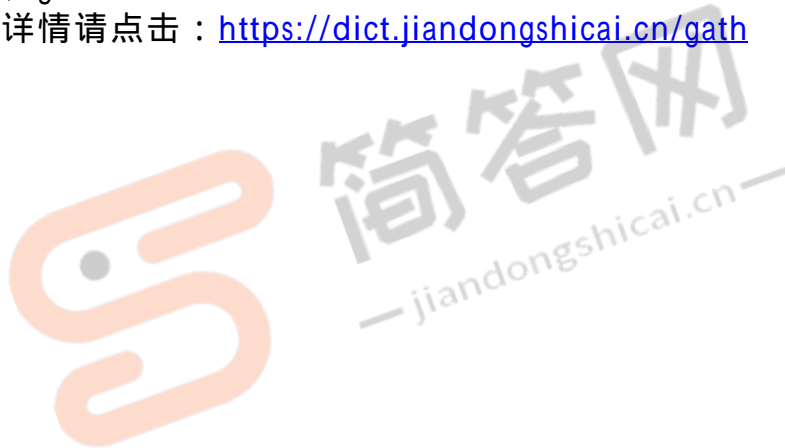 详情请点击：https://dict.jiandongshicai.cn/gath
简答网
jiandongshicai.cn